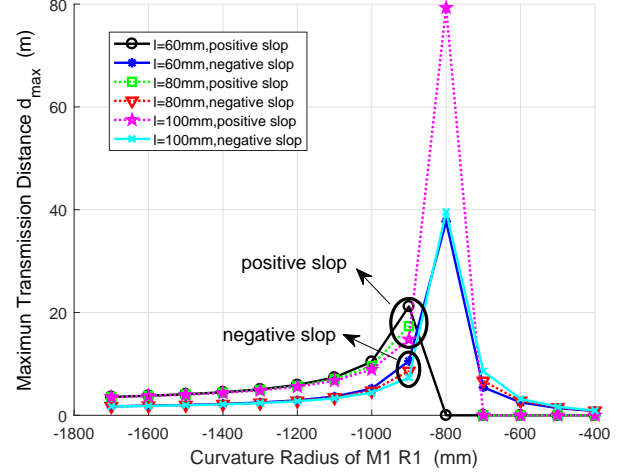 80
60
40
20
0
Maximun Transmission Distance d_max (m)
l=60mm,positive slop
l=60mm,negative slop
l=80mm,positive slop
l=80mm,negative slop
l=100mm,positive slop
l=100mm,negative slop
positive slop
negative slop
-1800 -1600 -1400 -1200 -1000 -800 -600 -400
Curvature Radius of M1 R1 (mm)